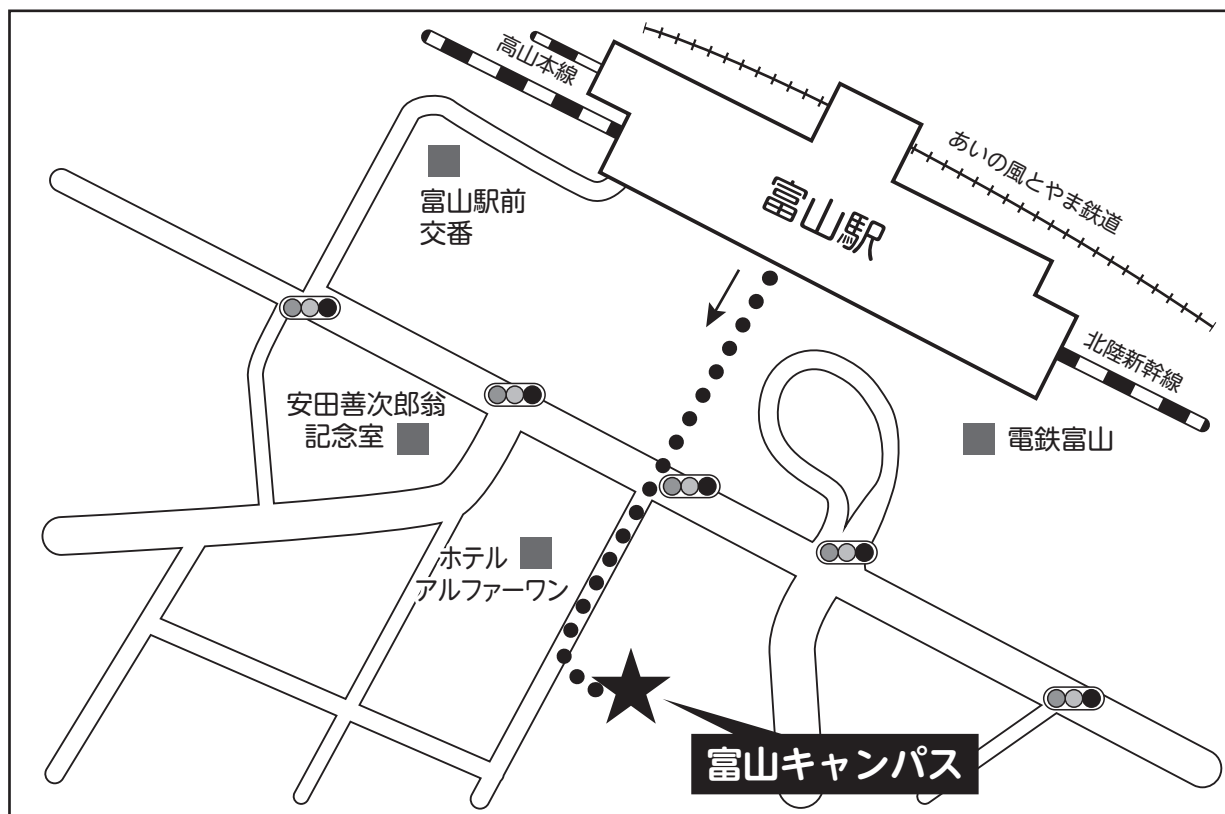 高山本線
あいの風とやま鉄道
富山駅前
交番
富山駅
北陸新幹線
安田善次郎翁
記念室
電鉄富山
ホテル
アルファーワン
富山キャンパス